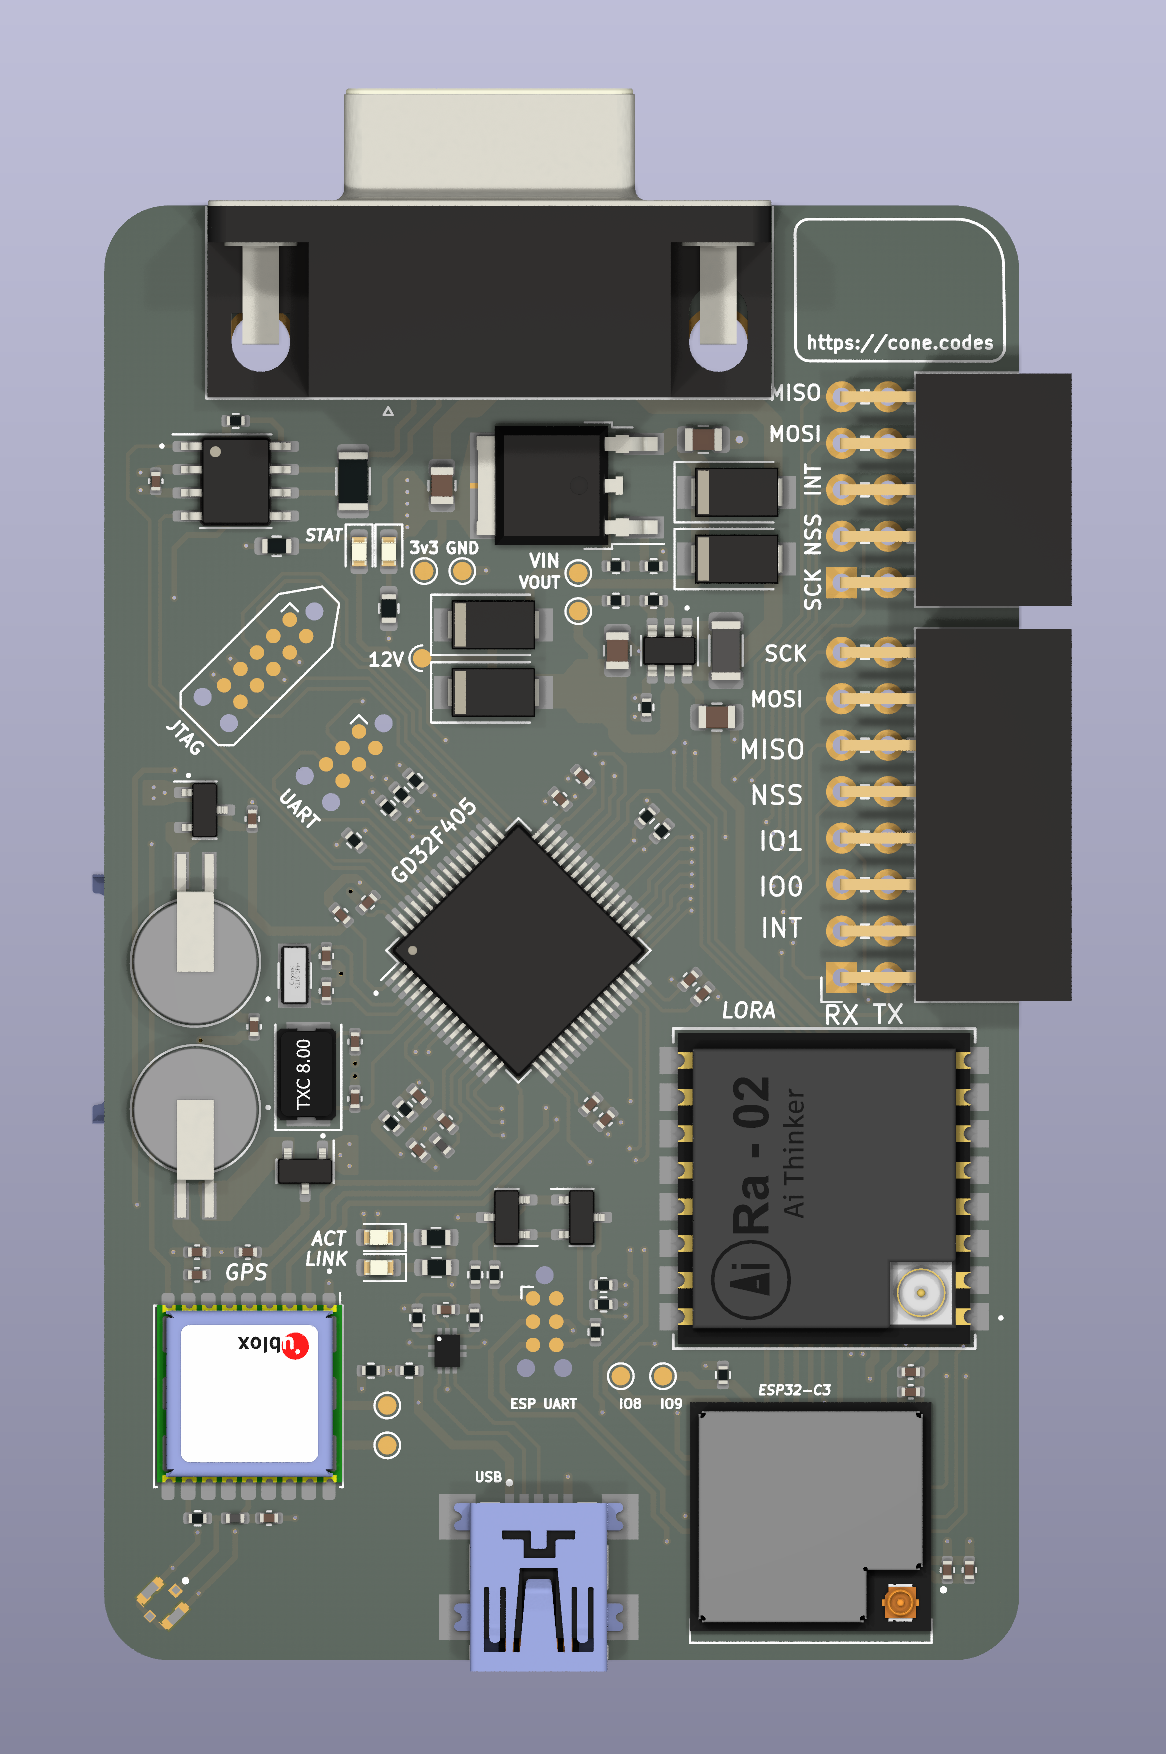 https://cone.codes
MISO
MOSI
INT
NSS
SCK
STAT
3v3 GND
VIN
VOUT
12V
SCK
MOSI
MISO
NSS
IO1
IO0
INT
RX TX
JTAG
UART
GD32F405
LORA
TXC 8.00
Ra - 02
Ai Thinker
Ai
ACT
LINK
GPS
ublox
ESP UART
IO8 IO9
ESP32-C3
USB